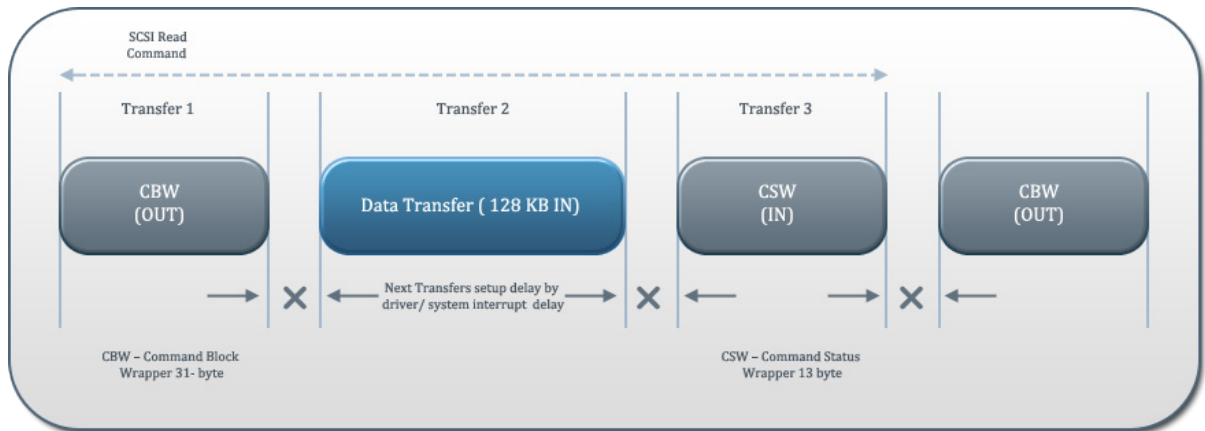 SCSI Read
Command
Transfer 1
Transfer 2
Transfer 3
CBW
(OUT)
Data Transfer ( 128 KB IN)
CSW
(IN)
CBW
(OUT)
Next Transfers setup delay by
driver/ system interrupt delay
CBW – Command Block
Wrapper 31- byte
CSW – Command Status
Wrapper 13 byte